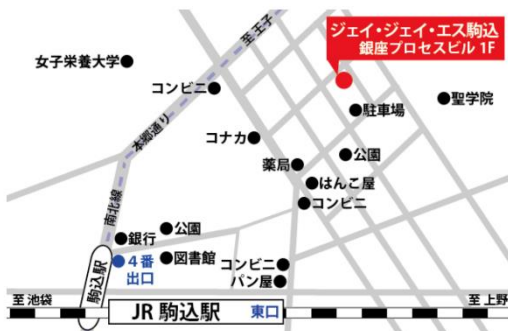 ジェイ・ジェイ・エス駒込
銀座プロセスビル 1F
至王子
女子栄養大学
コンビニ
聖学院
駐車場
本郷通り
コナカ
薬局
公園
はんこ屋
コンビニ
南北線
公園
銀行
4番
出口
図書館
コンビニ
パン屋
駒込駅
至 池袋
JR 駒込駅
東口
至 上野